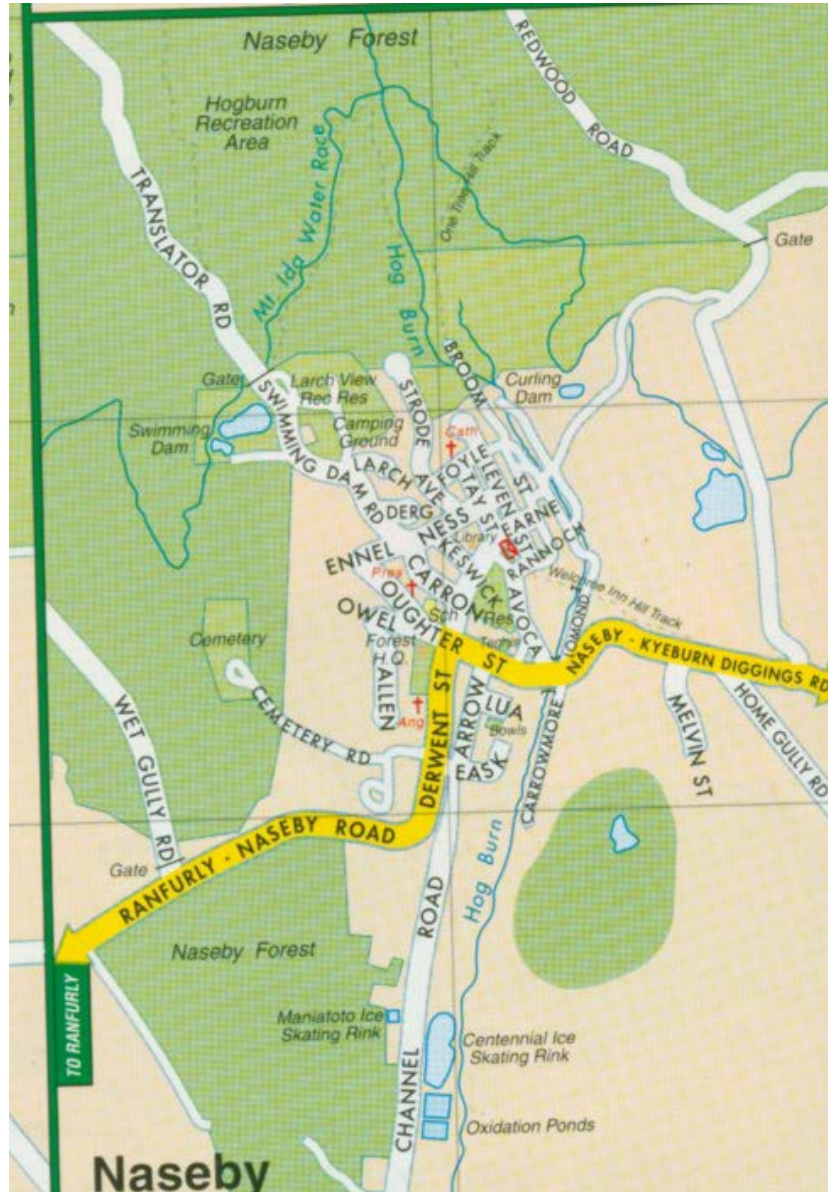 Naseby Forest
REDWOOD ROAD
Hogburn
Recreation
Area
TRANSLATOR RD
Mt Ida Water Race
One Tree Hill Track
Hog Burn
Gate
BROOM ST
Gate
Larch View
Rec Res
STRODE AVE
Curling
Dam
SWIMMING DAM RD
Swimming
Dam
Camping
Ground
Cath
LARCH
FOYLE
LEVEN ST
TAY ST
DERG
NESS
EARNE
Library
RANNOCH
ENNEL
KESWICK
Pres
CARRON
Welcome Inn Hill Track
OWEL
OUGHTER ST
Sch
Res
AVOCA
LOMOND
Tennis
NASEBY - KYEBURN DIGGINGS RD
Cemetery
Forest
H.Q.
ALLEN
DERWENT ST
ARROW
LUA
Bowls
Ang
CEMETERY RD
EASK
CARROWMORE
MELVIN ST
HOME GULLY RD
WET GULLY RD
Gate
RANFURLY - NASEBY ROAD
Hog Burn
Naseby Forest
TO RANFURLY
CHANNEL ROAD
Maniatoto Ice
Skating Rink
Centennial Ice
Skating Rink
Oxidation Ponds
Naseby